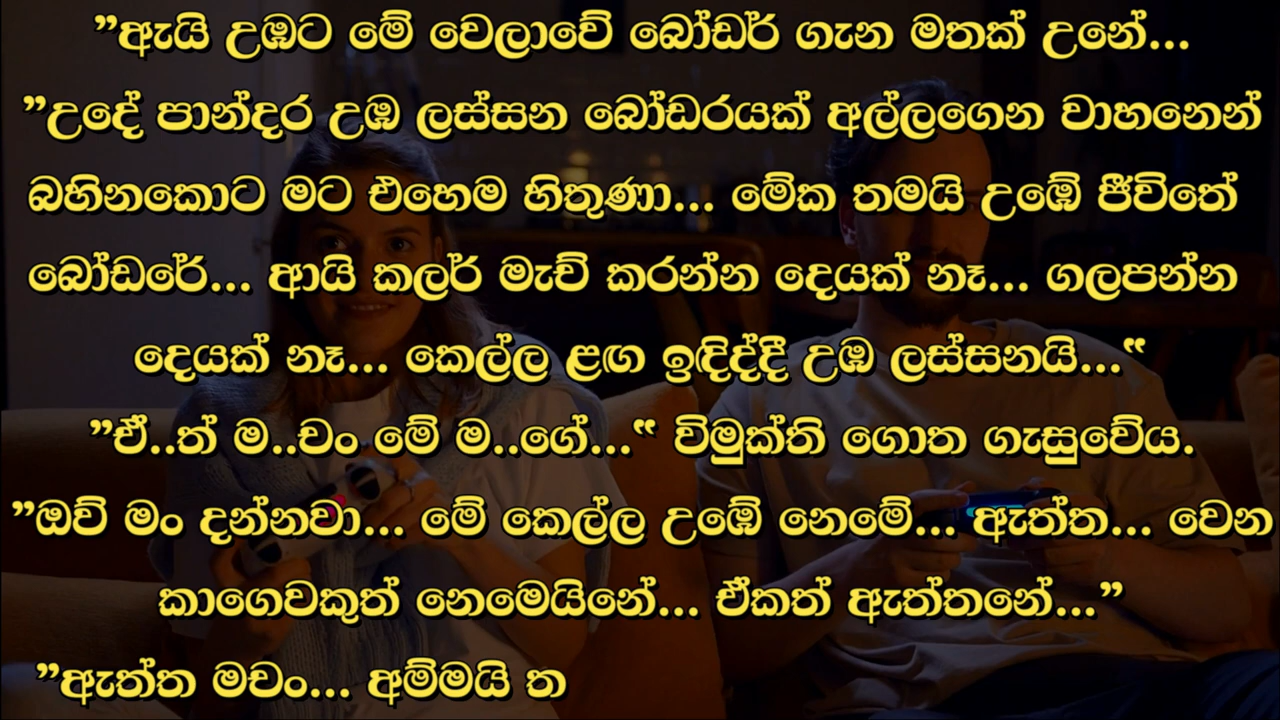 ”ඇයි උඹට මේ වෙලාවේ බෝඩර් ගැන මතක් උනේ...
”උදේ පාන්දර උඹ ලස්සන බෝඩරයක් අල්ලගෙන වාහනෙන්
බහිනකොට මට එහෙම හිතුණා... මේක තමයි උඹේ ජීවිතේ
බෝඩරේ... ආයි කලර් මැච් කරන්න දෙයක් නෑ... ගලපන්න
දෙයක් නෑ... කෙල්ල ළඟ ඉඳිද්දී උඹ ලස්සනයි...“
”ඒ..ත් ම..චං මේ ම..ගේ...“ විමුක්ති ගොත ගැසුවේය.
”ඔව් මං දන්නවා... මේ කෙල්ල උඹේ නෙමේ... ඇත්ත... වෙන
කාගෙවකුත් නෙමෙයිනේ... ඒකත් ඇත්තනේ...”
”ඇත්ත මචං... අම්මයි ත